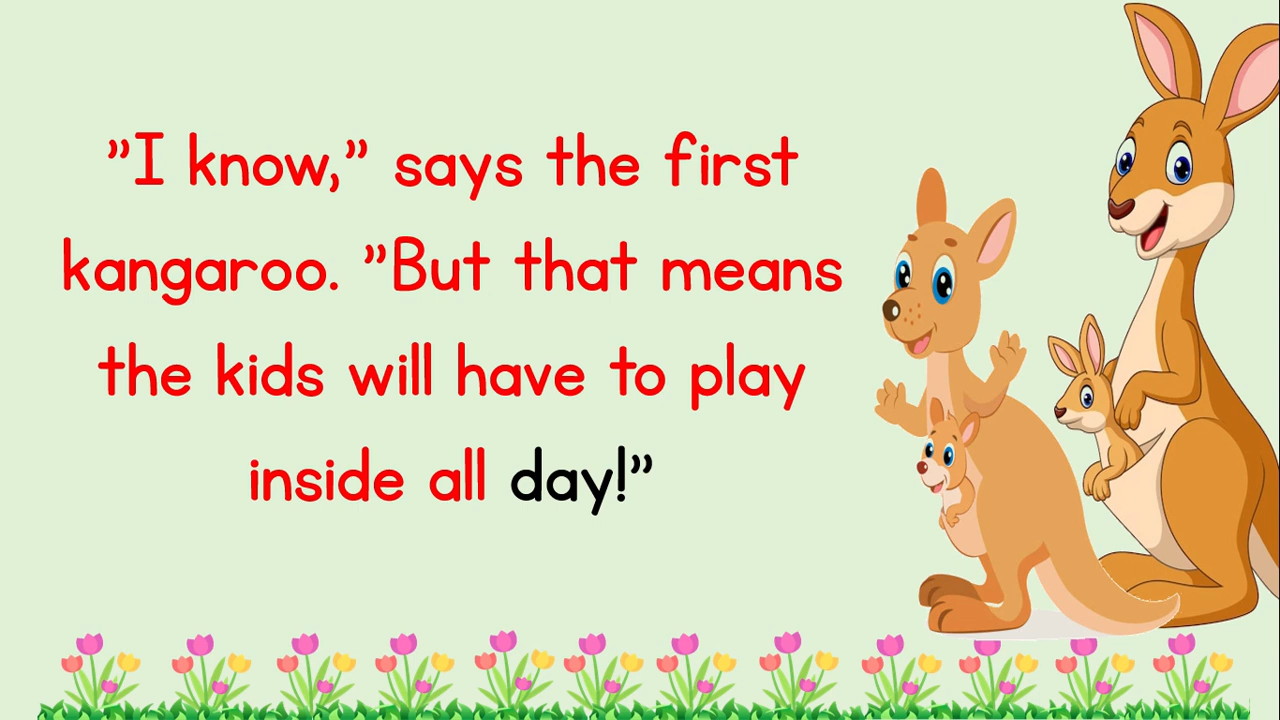 ”I know,” says the first
kangaroo. ”But that means
the kids will have to play
inside all day!”